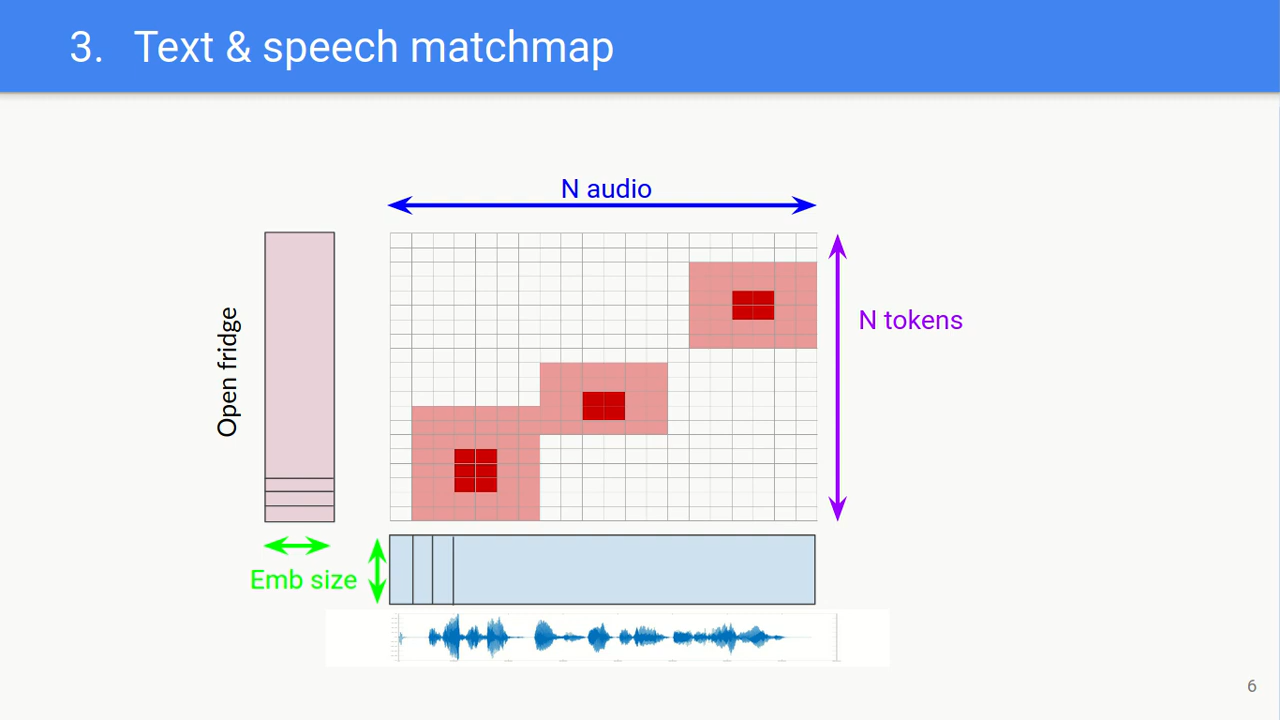 3. Text & speech matchmap
N audio
Open fridge
N tokens
Emb size
6